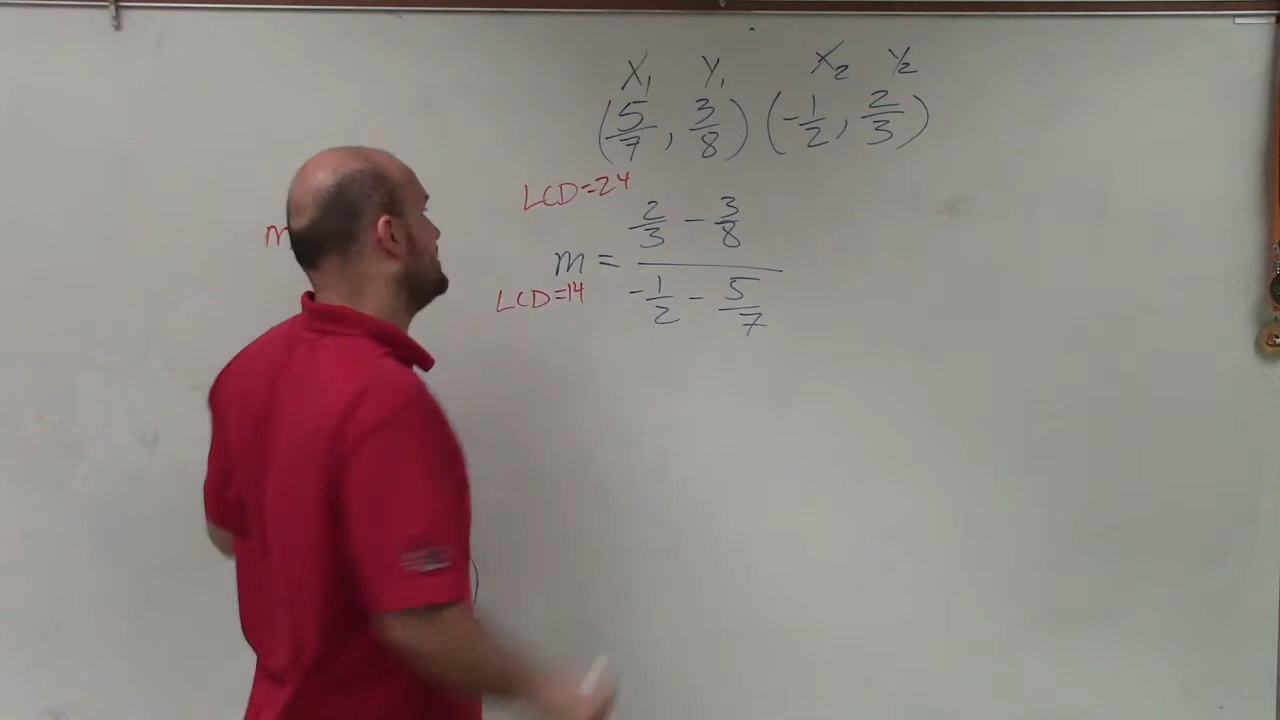 X₁ Y₁ X₂ Y₂
(5/7, 3/8) (-1/2, 2/3)
LCD=24
m = (2/3 - 3/8)/(-1/2 - 5/7)
LCD=14
m